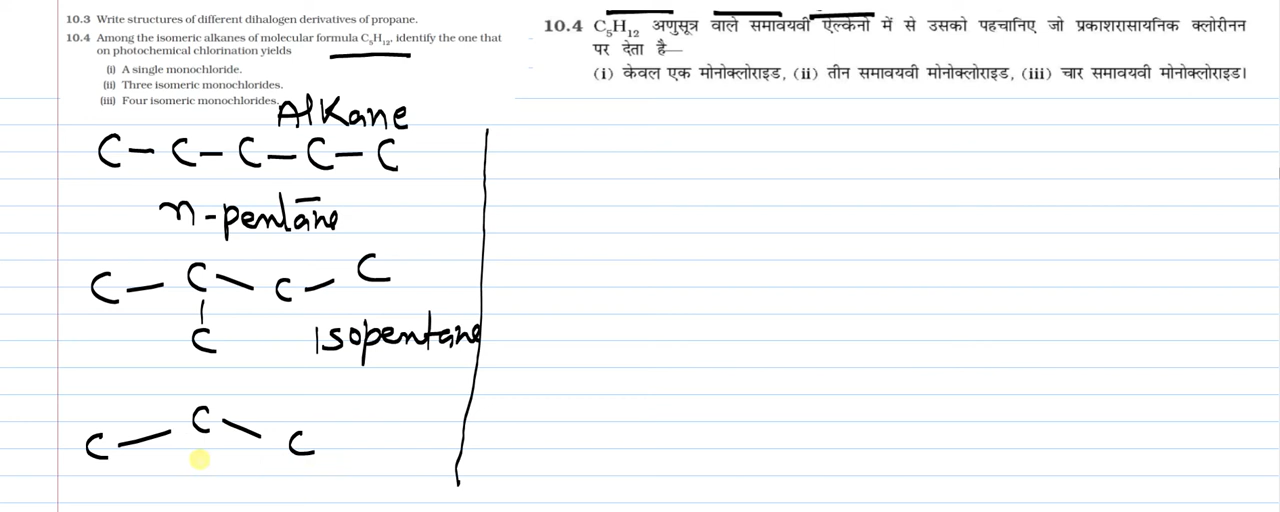 10.3 Write structures of different dihalogen derivatives of propane.
10.4 Among the isomeric alkanes of molecular formula C₅H₁₂, identify the one that
on photochemical chlorination yields
(i) A single monochloride.
(ii) Three isomeric monochlorides.
(iii) Four isomeric monochlorides.
10.4 C₅H₁₂ अणुसूत्र वाले समावयवी ऐल्केनों में से उसको पहचानिए जो प्रकाशरासायनिक क्लोरीनन
पर देता है—
(i) केवल एक मोनोक्लोराइड, (ii) तीन समावयवी मोनोक्लोराइड, (iii) चार समावयवी मोनोक्लोराइड।
Alkane
C – C – C – C – C
n-pentane
C – C – C – C
C
isopentane
C – C – C